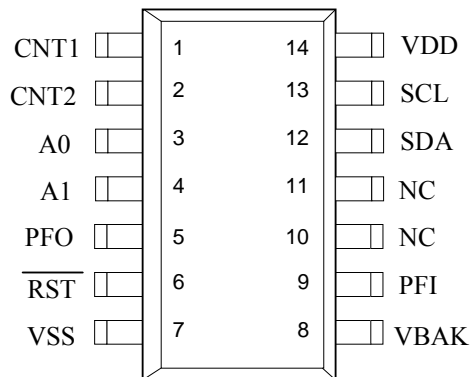 CNT1 1 14 VDD
CNT2 2 13 SCL
A0 3 12 SDA
A1 4 11 NC
PFO 5 10 NC
RST 6 9 PFI
VSS 7 8 VBAK